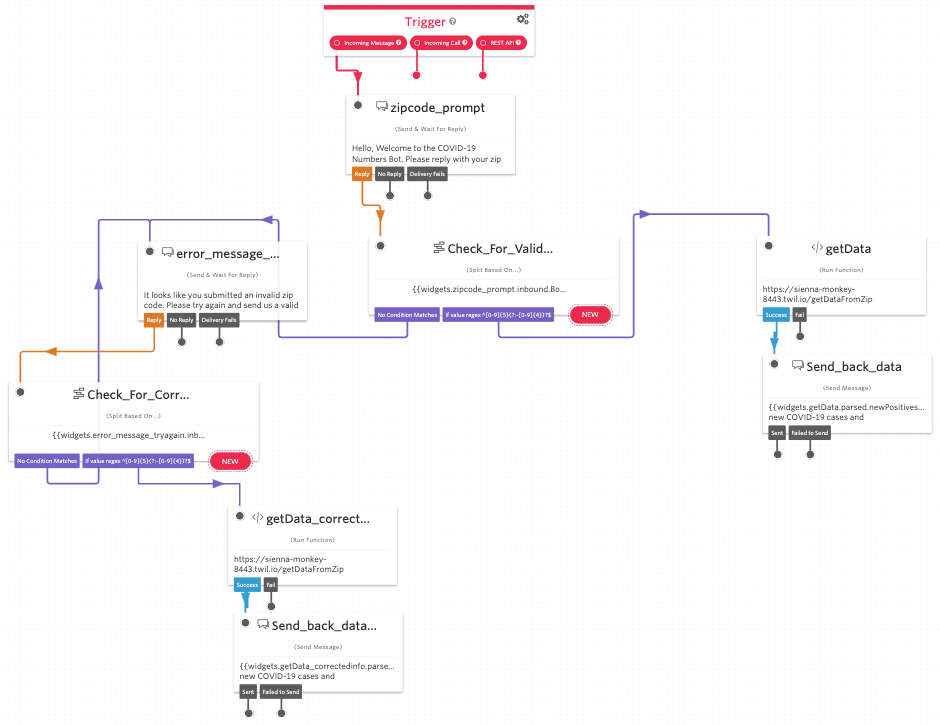 Trigger
Incoming Message
Incoming Call
REST API
zipcode_prompt
(Send & Wait For Reply)
Hello, Welcome to the COVID-19
Numbers Bot. Please reply with your zip
Reply
No Reply
Delivery Fails
error_message_...
(Send & Wait For Reply)
It looks like you submitted an invalid zip
code. Please try again and send us a valid
Reply
No Reply
Delivery Fails
Check_For_Valid...
(Split Based On...)
{{widgets.zipcode_prompt.inbound.Bo...
No Condition Matches
If value regex ^[0-9]{5}(?:-[0-9]{4})?$
NEW
getData
(Run Function)
https://sienna-monkey-
8443.twil.io/getDataFromZip
Success
Fail
Send_back_data
(Send Message)
{{widgets.getData.parsed.newPositives...
new COVID-19 cases and
Sent
Failed to Send
Check_For_Corr...
(Split Based On...)
{{widgets.error_message_tryagain.inb...
No Condition Matches
If value regex ^[0-9]{5}(?:-[0-9]{4})?$
NEW
getData_correct...
(Run Function)
https://sienna-monkey-
8443.twil.io/getDataFromZip
Success
Fail
Send_back_data...
(Send Message)
{{widgets.getData_correctedinfo.parse...
new COVID-19 cases and
Sent
Failed to Send